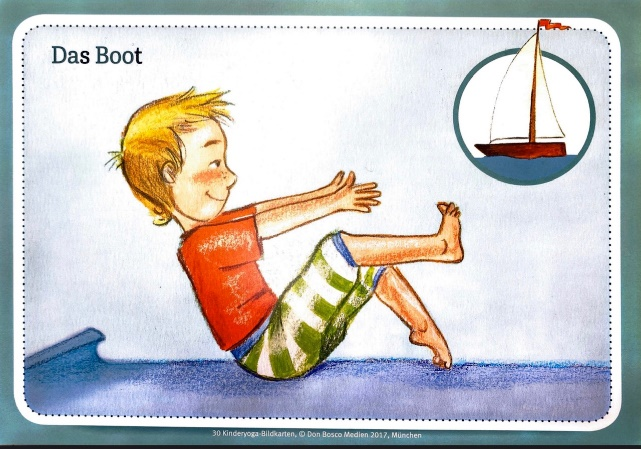 Das Boot
30 Kinderyoga-Bildkarten, © Don Bosco Medien 2017, München